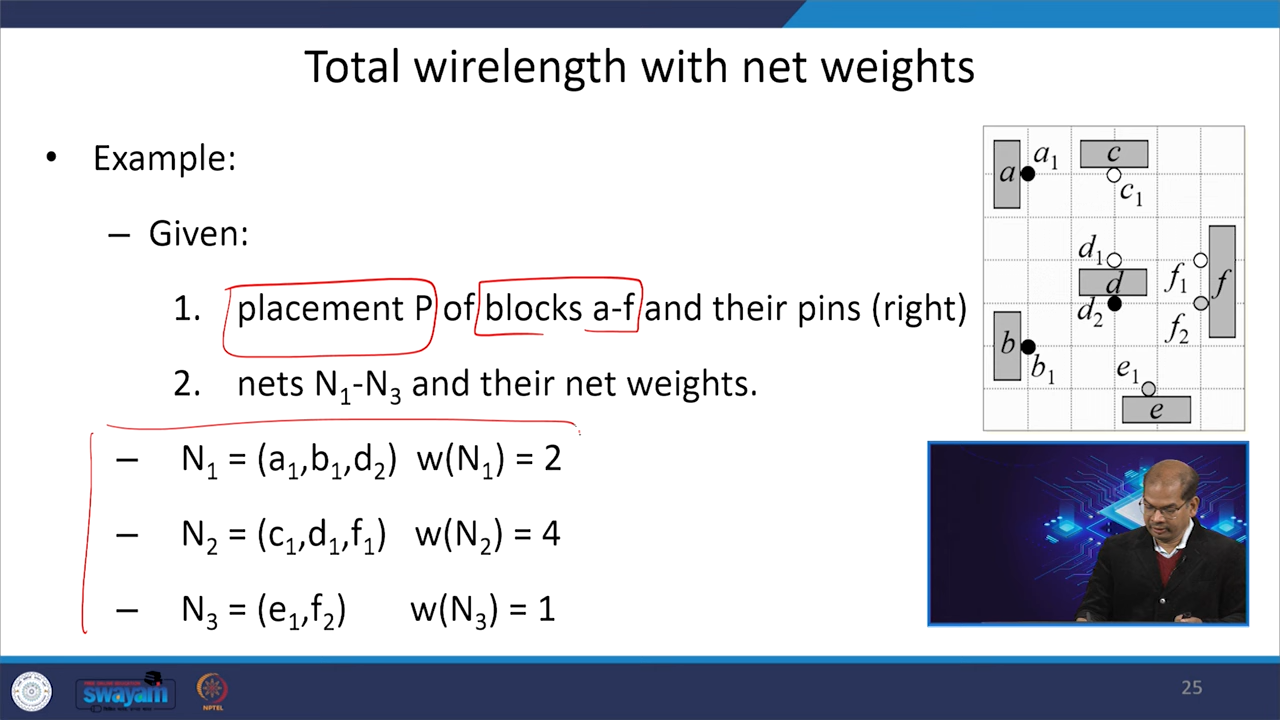 Total wirelength with net weights
• Example:
– Given:
1. placement P of blocks a-f and their pins (right)
2. nets N₁-N₃ and their net weights.
– N₁ = (a₁,b₁,d₂) w(N₁) = 2
– N₂ = (c₁,d₁,f₁) w(N₂) = 4
– N₃ = (e₁,f₂) w(N₃) = 1
a a₁ c
c₁
d₁
d f₁ f
d₂ f₂
b b₁ e₁
e
swayam
NPTEL
25